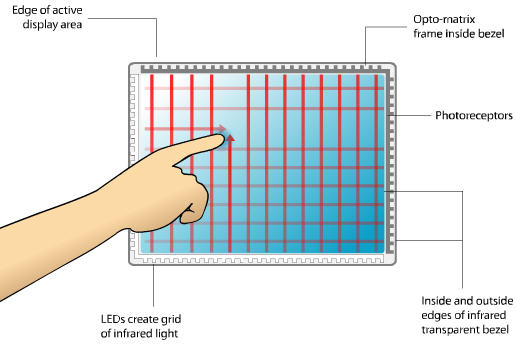 Edge of active
display area
Opto-matrix
frame inside bezel
Photoreceptors
Inside and outside
edges of infrared
transparent bezel
LEDs create grid
of infrared light